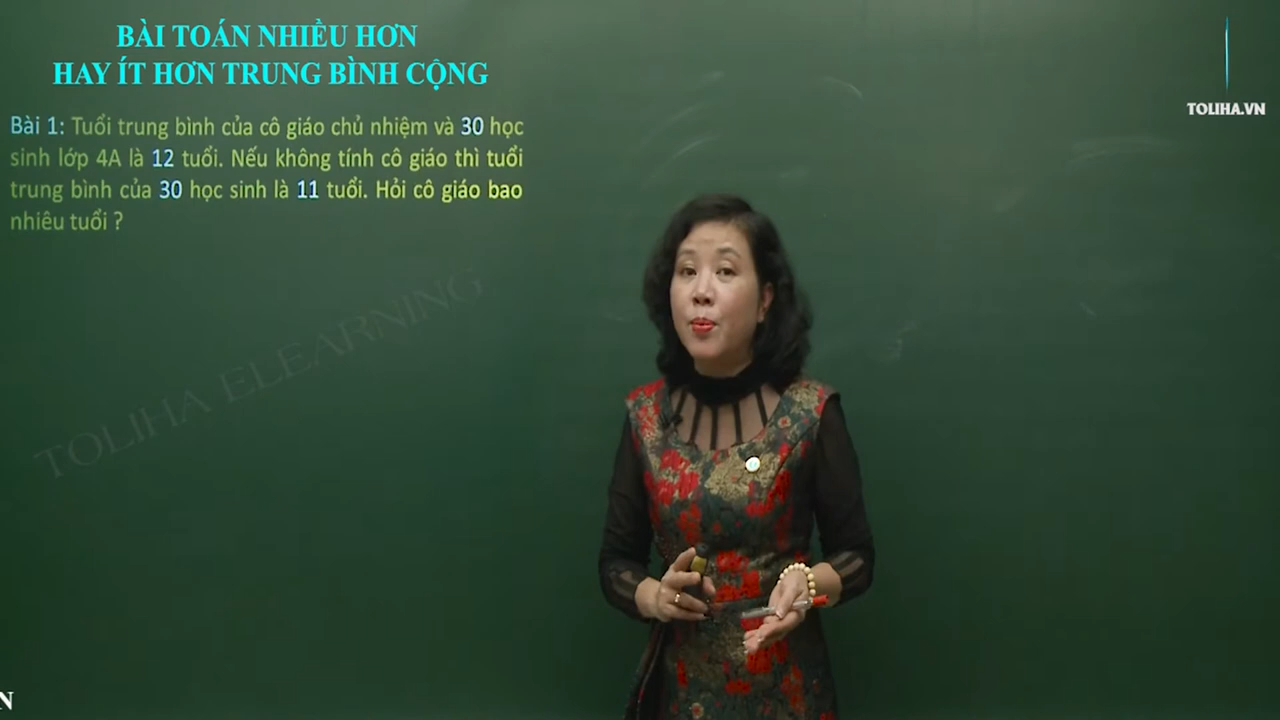 BÀI TOÁN NHIỀU HƠN
HAY ÍT HƠN TRUNG BÌNH CỘNG
TOLIHA.VN
Bài 1: Tuổi trung bình của cô giáo chủ nhiệm và 30 học
sinh lớp 4A là 12 tuổi. Nếu không tính cô giáo thì tuổi
trung bình của 30 học sinh là 11 tuổi. Hỏi cô giáo bao
nhiêu tuổi ?
TOLIHA ELEARNING
N